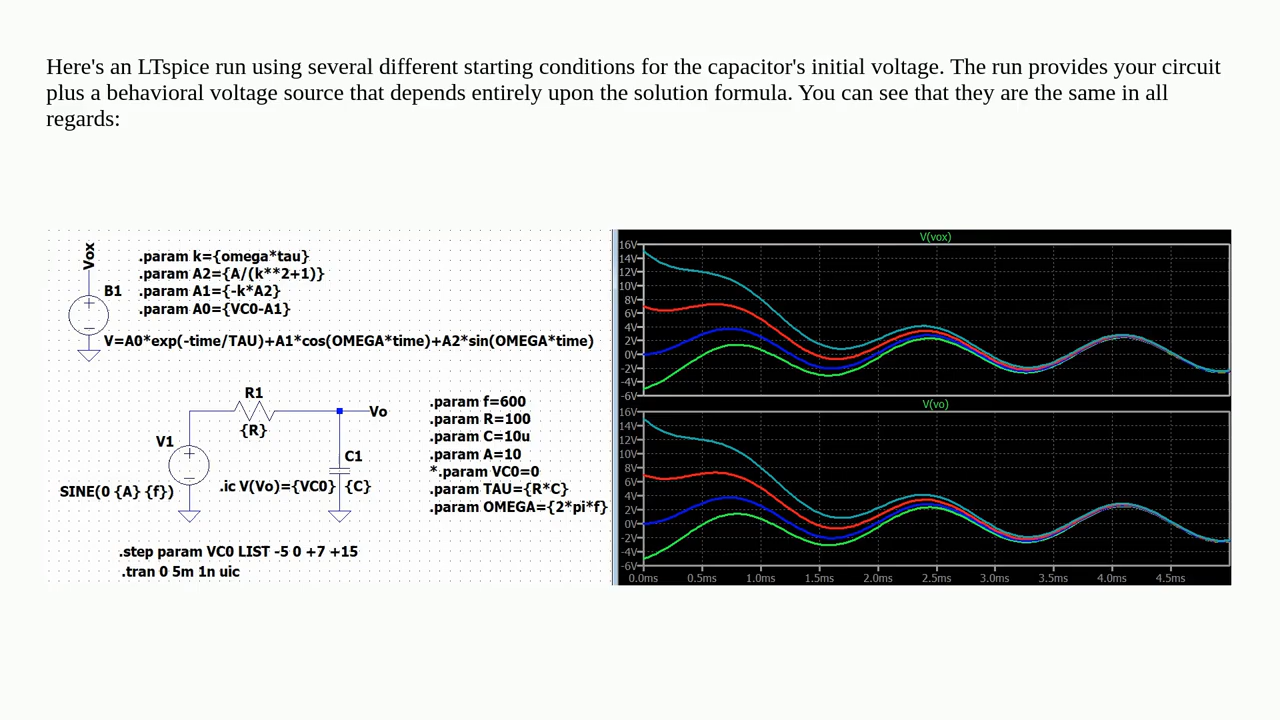 Here's an LTspice run using several different starting conditions for the capacitor's initial voltage. The run provides your circuit
plus a behavioral voltage source that depends entirely upon the solution formula. You can see that they are the same in all
regards:
Vox
B1
.param k={omega*tau}
.param A2={A/(k**2+1)}
.param A1={-k*A2}
.param A0={VC0-A1}
V=A0*exp(-time/TAU)+A1*cos(OMEGA*time)+A2*sin(OMEGA*time)
R1
{R}
Vo
V1
C1
SINE(0 {A} {f})
.ic V(Vo)={VC0}
{C}
.param f=600
.param R=100
.param C=10u
.param A=10
*.param VC0=0
.param TAU={R*C}
.param OMEGA={2*pi*f}
.step param VC0 LIST -5 0 +7 +15
.tran 0 5m 1n uic
V(vox)
16V
14V
12V
10V
8V
6V
4V
2V
0V
-2V
-4V
-6V
V(vo)
16V
14V
12V
10V
8V
6V
4V
2V
0V
-2V
-4V
-6V
0.0ms 0.5ms 1.0ms 1.5ms 2.0ms 2.5ms 3.0ms 3.5ms 4.0ms 4.5ms